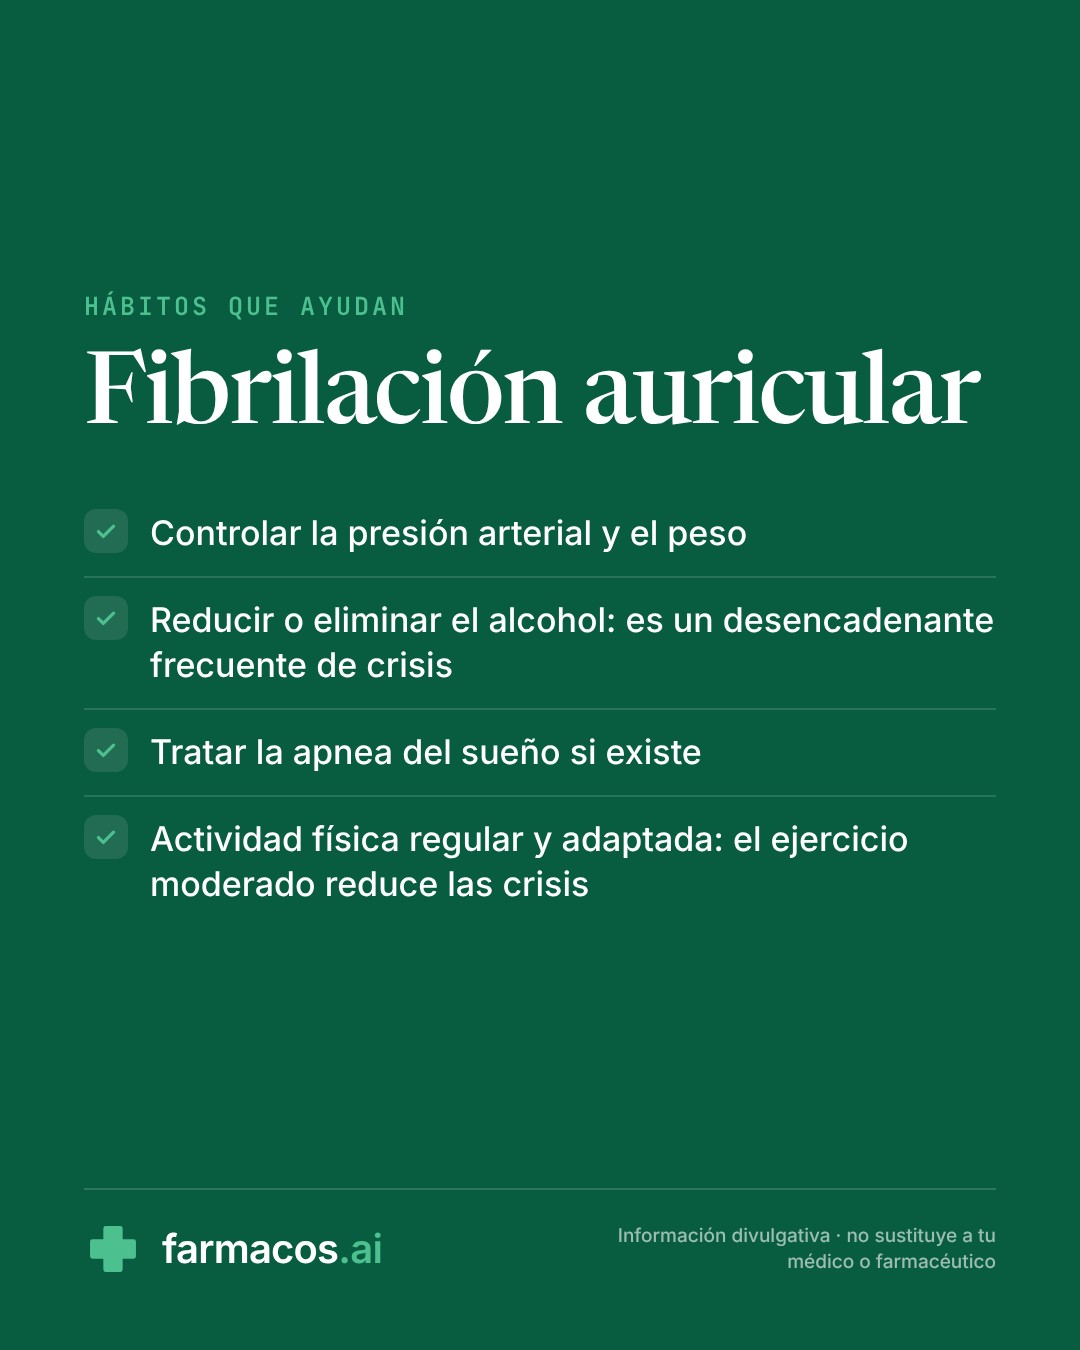 HÁBITOS QUE AYUDAN
Fibrilación auricular
Controlar la presión arterial y el peso
Reducir o eliminar el alcohol: es un desencadenante
frecuente de crisis
Tratar la apnea del sueño si existe
Actividad física regular y adaptada: el ejercicio
moderado reduce las crisis
farmacos.ai
Información divulgativa · no sustituye a tu
médico o farmacéutico